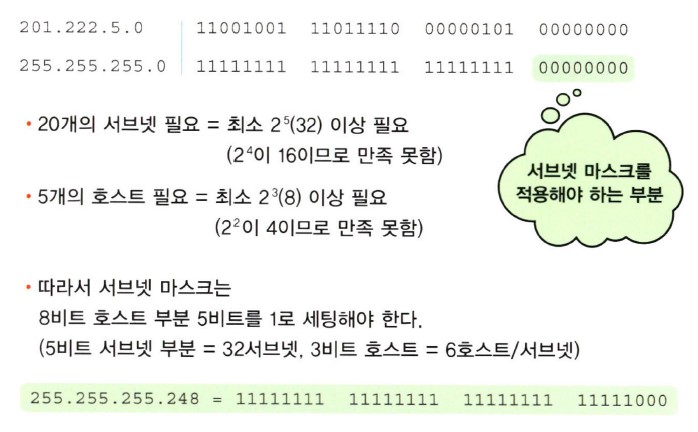 201.222.5.0 11001001 11011110 00000101 00000000
255.255.255.0 11111111 11111111 11111111 00000000
• 20개의 서브넷 필요 = 최소 2⁵(32) 이상 필요
(2⁴이 16이므로 만족 못함)
서브넷 마스크를
적용해야 하는 부분
• 5개의 호스트 필요 = 최소 2³(8) 이상 필요
(2²이 4이므로 만족 못함)
• 따라서 서브넷 마스크는
8비트 호스트 부분 5비트를 1로 세팅해야 한다.
(5비트 서브넷 부분 = 32서브넷, 3비트 호스트 = 6호스트/서브넷)
255.255.255.248 = 11111111 11111111 11111111 11111000